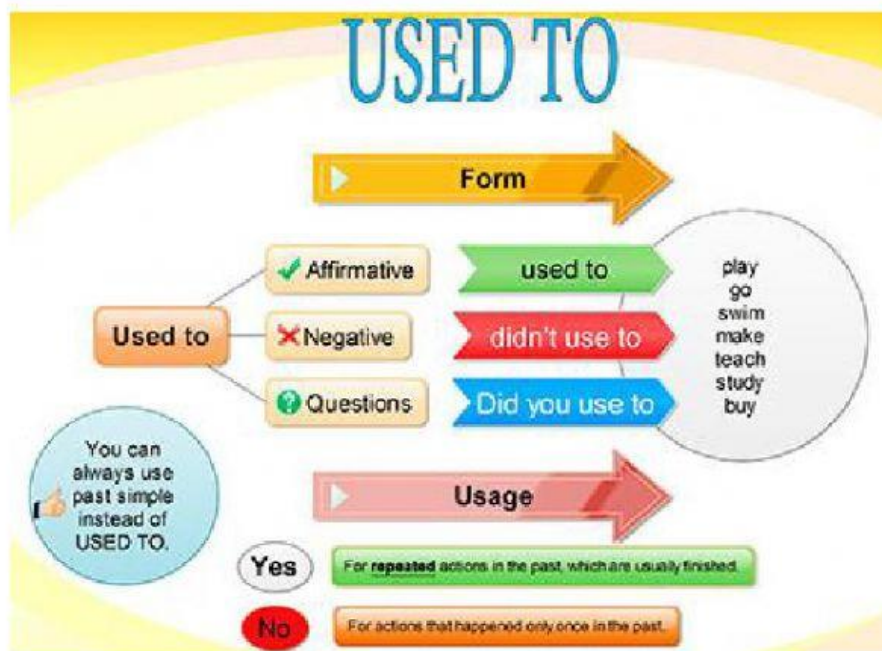 USED TO
Form
Used to
Affirmative
used to
Negative
didn't use to
Questions
Did you use to
play
go
swim
make
teach
study
buy
You can
always use
past simple
instead of
USED TO.
Usage
Yes
For repeated actions in the past, which are usually finished.
No
For actions that happened only once in the past.